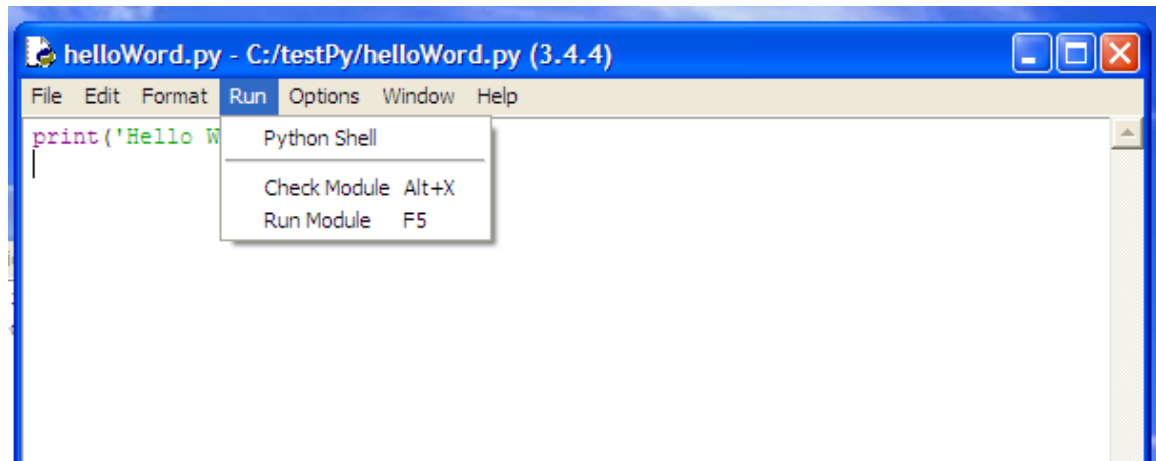 helloWord.py - C:/testPy/helloWord.py (3.4.4)
File Edit Format Run Options Window Help
print('Hello W
Python Shell
Check Module Alt+X
Run Module F5